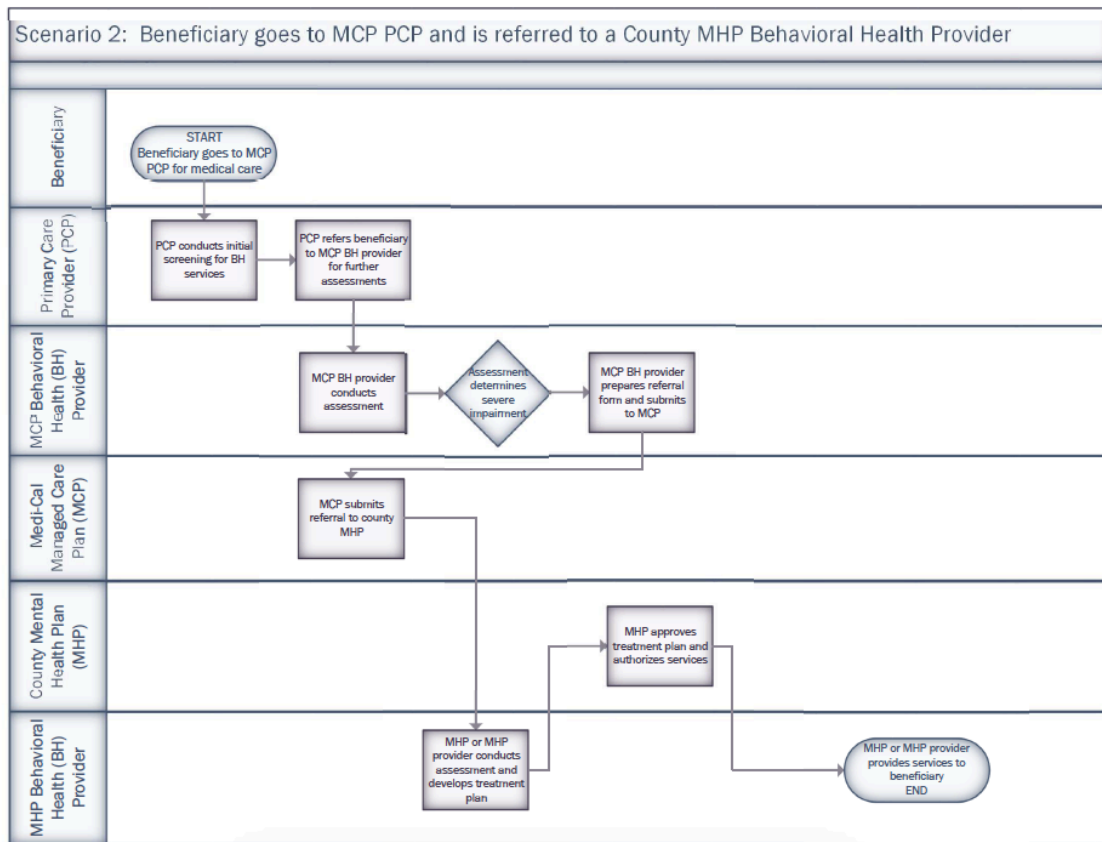 Scenario 2:  Beneficiary goes to MCP PCP and is referred to a County MHP Behavioral Health Provider
Beneficiary
START
Beneficiary goes to MCP
PCP for medical care
Primary Care
Provider (PCP)
PCP conducts initial
screening for BH
services
PCP refers beneficiary
to MCP BH provider
for further
assessments
MCP Behavioral
Health (BH)
Provider
MCP BH provider
conducts
assessment
Assessment
determines
severe
impairment
MCP BH provider
prepares referral
form and submits
to MCP
Medi-Cal
Managed Care
Plan (MCP)
MCP submits
referral to county
MHP
County Mental
Health Plan
(MHP)
MHP approves
treatment plan and
authorizes services
MHP Behavioral
Health (BH)
Provider
MHP or MHP
provider conducts
assessment and
develops treatment
plan
MHP or MHP provider
provides services to
beneficiary
END